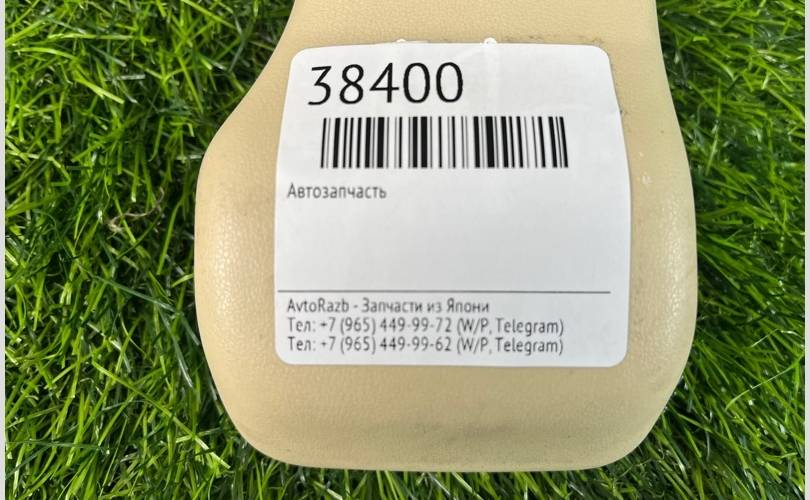 38400
Автозапчасть
AvtoRazb - Запчасти из Япони
Тел: +7 (965) 449-99-72 (W/P, Telegram)
Тел: +7 (965) 449-99-62 (W/P, Telegram)